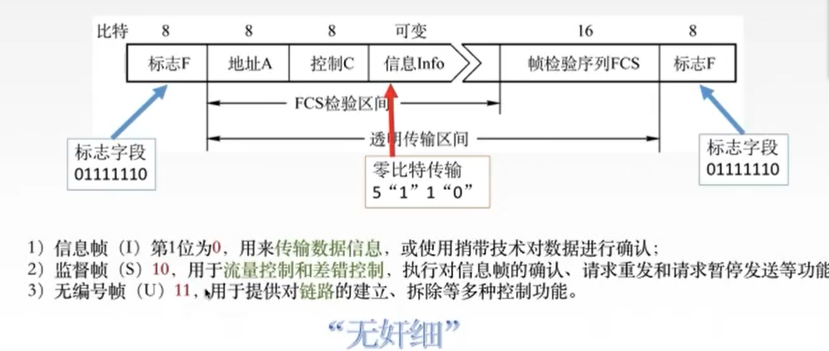 比特 8 8 8 可变 16 8
标志F 地址A 控制C 信息Info 帧检验序列FCS 标志F
FCS检验区间
透明传输区间
标志字段
01111110
零比特传输
5“1”1“0”
标志字段
01111110
1）信息帧（I）第1位为0，用来传输数据信息，或使用捎带技术对数据进行确认；
2）监督帧（S）10，用于流量控制和差错控制，执行对信息帧的确认、请求重发和请求暂停发送等功能
3）无编号帧（U）11，用于提供对链路的建立、拆除等多种控制功能。
“无奸细”